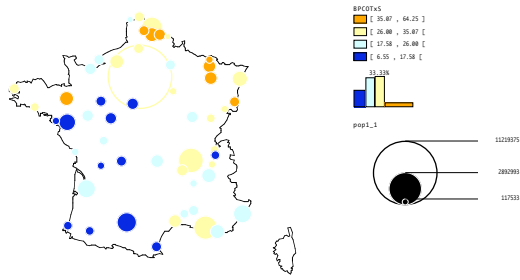 BPCOTxS
[ 35.07 , 64.25 ]
[ 26.00 , 35.07 ]
[ 17.58 , 26.00 ]
[ 6.55 , 17.58 ]
33.33%
pop1_1
11219375
2892993
117533